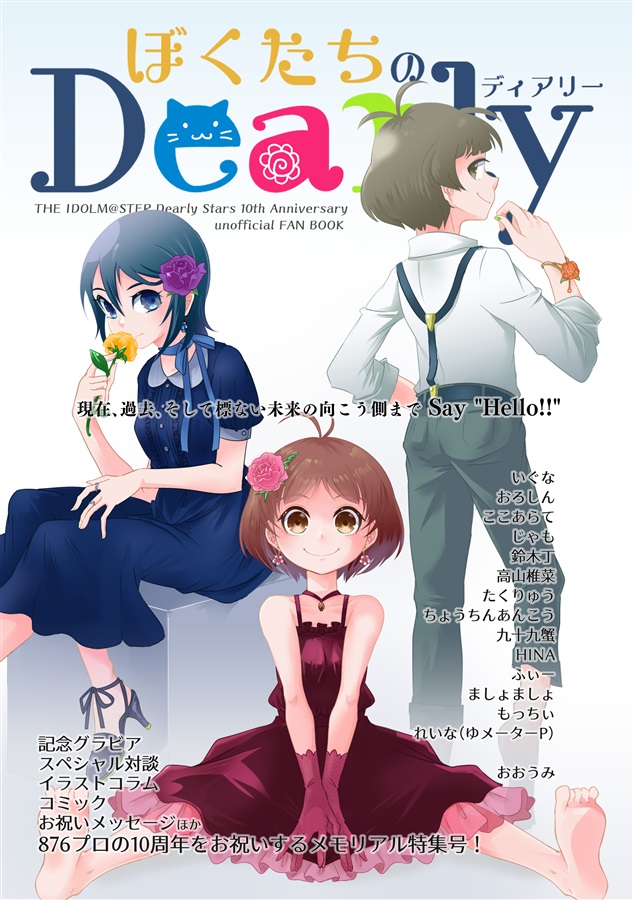 ぼくたちの
Dearly
ディアリー
THE IDOLM@STER Dearly Stars 10th Anniversary
unofficial FAN BOOK
現在、過去、そして標ない未来の向こう側まで Say "Hello!!"
いぐな
おろしん
ここあらて
じゃも
鈴木丁
高山椎菜
たくりゅう
ちょうちんあんこう
九十九蟹
HINA
ふぃー
ましょましょ
もっちぃ
れいな(ゆメーターP)
おおうみ
記念グラビア
スペシャル対談
イラストコラム
コミック
お祝いメッセージほか
876プロの10周年をお祝いするメモリアル特集号!